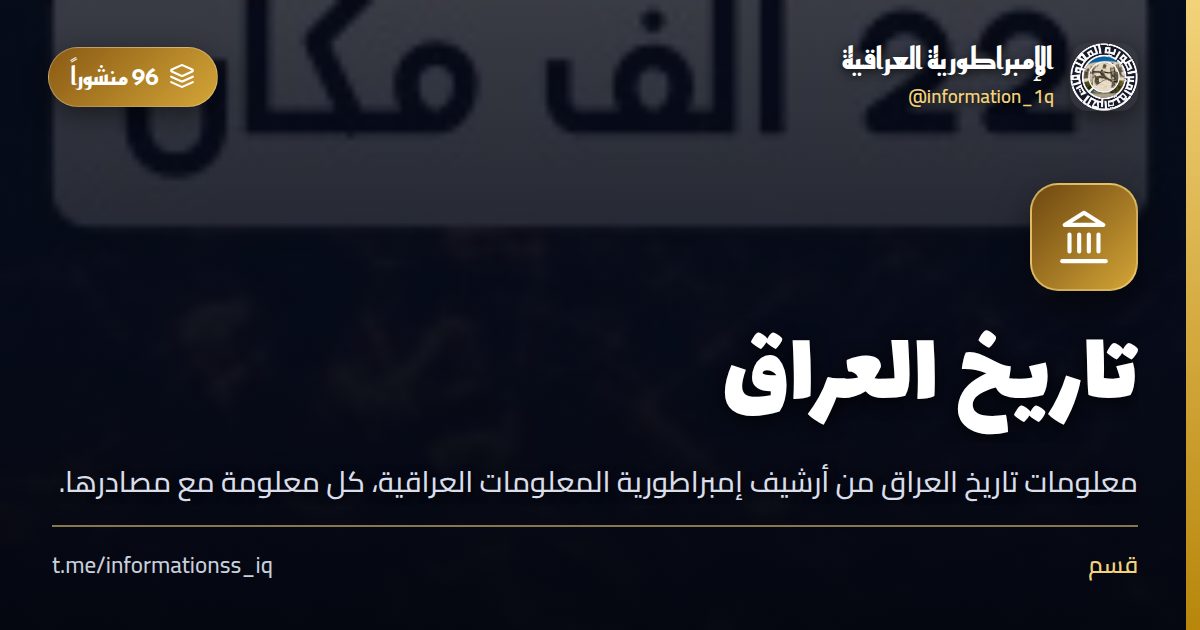 22 ألف مكان
الإمبراطورية العراقية
@information_1q
96 منشوراً
تاريخ العراق
معلومات تاريخ العراق من أرشيف إمبراطورية المعلومات العراقية، كل معلومة مع مصادرها.
قسم
t.me/informationss_iq